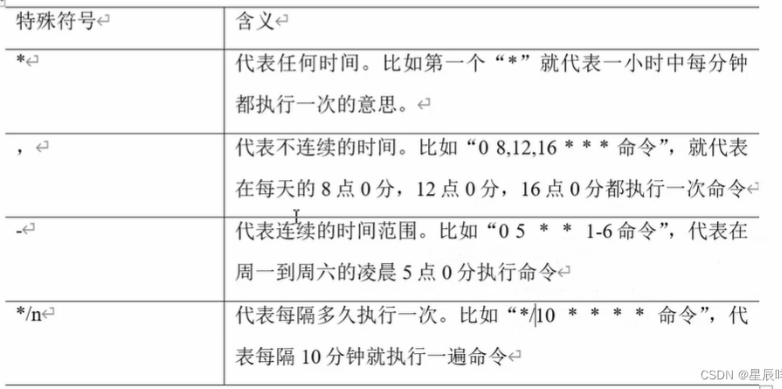 特殊符号 含义
* 代表任何时间。比如第一个“*”就代表一小时中每分钟
都执行一次的意思。
， 代表不连续的时间。比如“0 8,12,16 * * * 命令”，就代表
在每天的 8 点 0 分，12 点 0 分，16 点 0 分都执行一次命令
- 代表连续的时间范围。比如“0 5 * * 1-6 命令”，代表在
周一到周六的凌晨 5 点 0 分执行命令
*/n 代表每隔多久执行一次。比如“*/10 * * * * 命令”，代
表每隔 10 分钟就执行一遍命令
CSDN @星辰